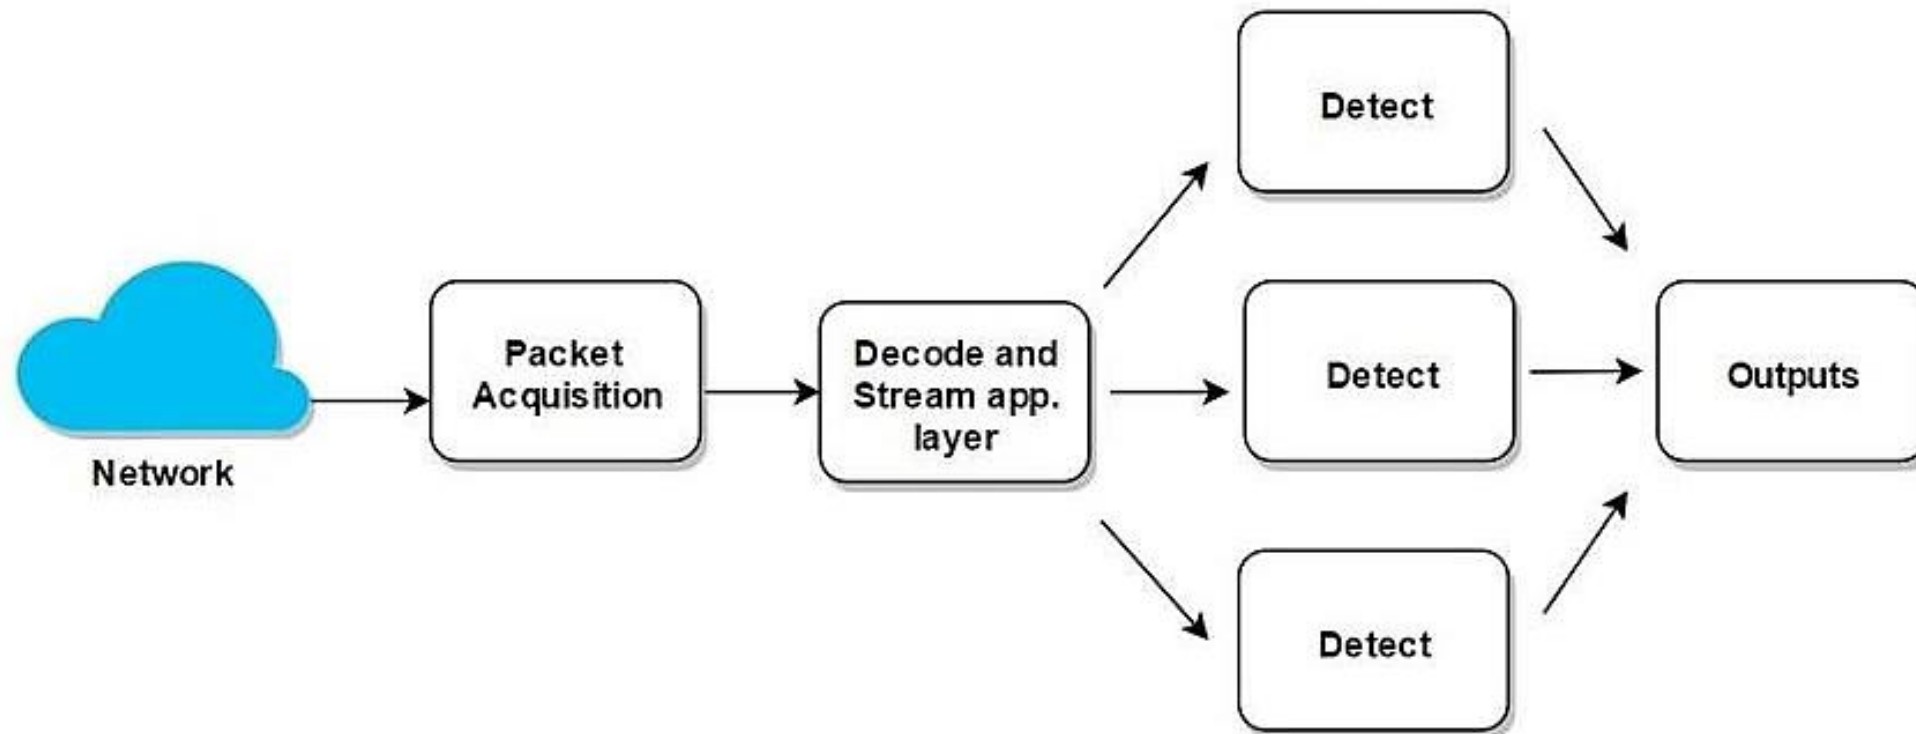 Network
Packet
Acquisition
Decode and
Stream app.
layer
Detect
Detect
Detect
Outputs